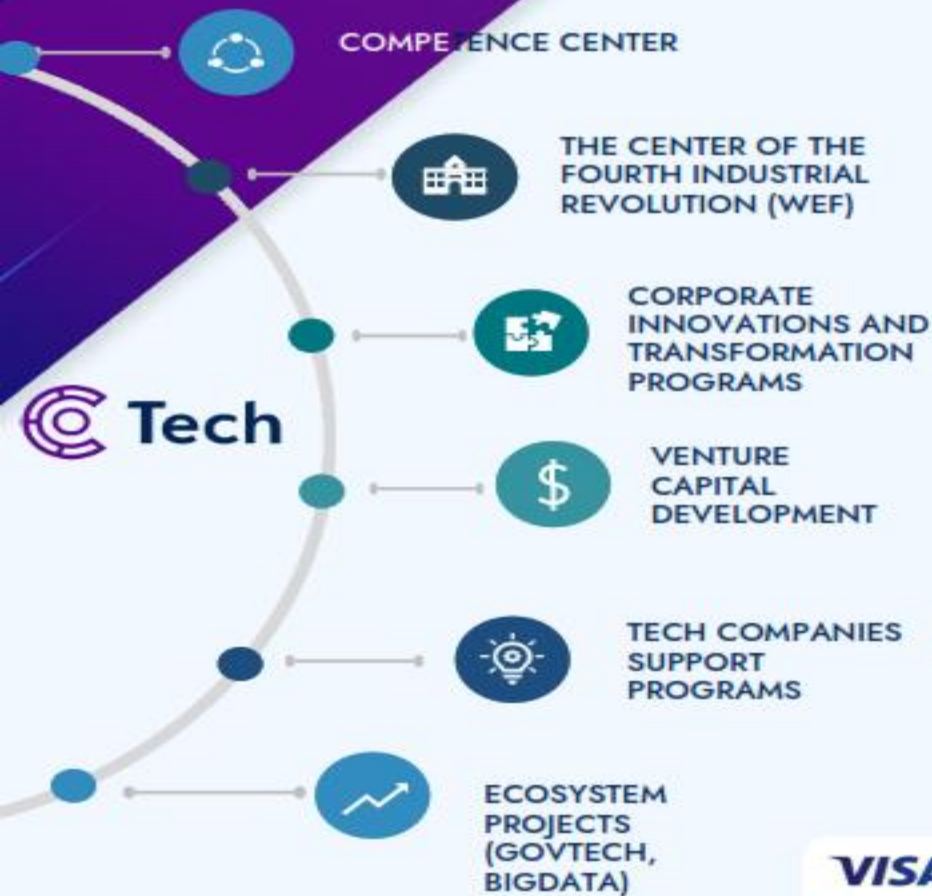 COMPETENCE CENTER
THE CENTER OF THE
FOURTH INDUSTRIAL
REVOLUTION (WEF)
CORPORATE
INNOVATIONS AND
TRANSFORMATION
PROGRAMS
Tech
VENTURE
CAPITAL
DEVELOPMENT
TECH COMPANIES
SUPPORT
PROGRAMS
ECOSYSTEM
PROJECTS
(GOVTECH,
BIGDATA)
VISA